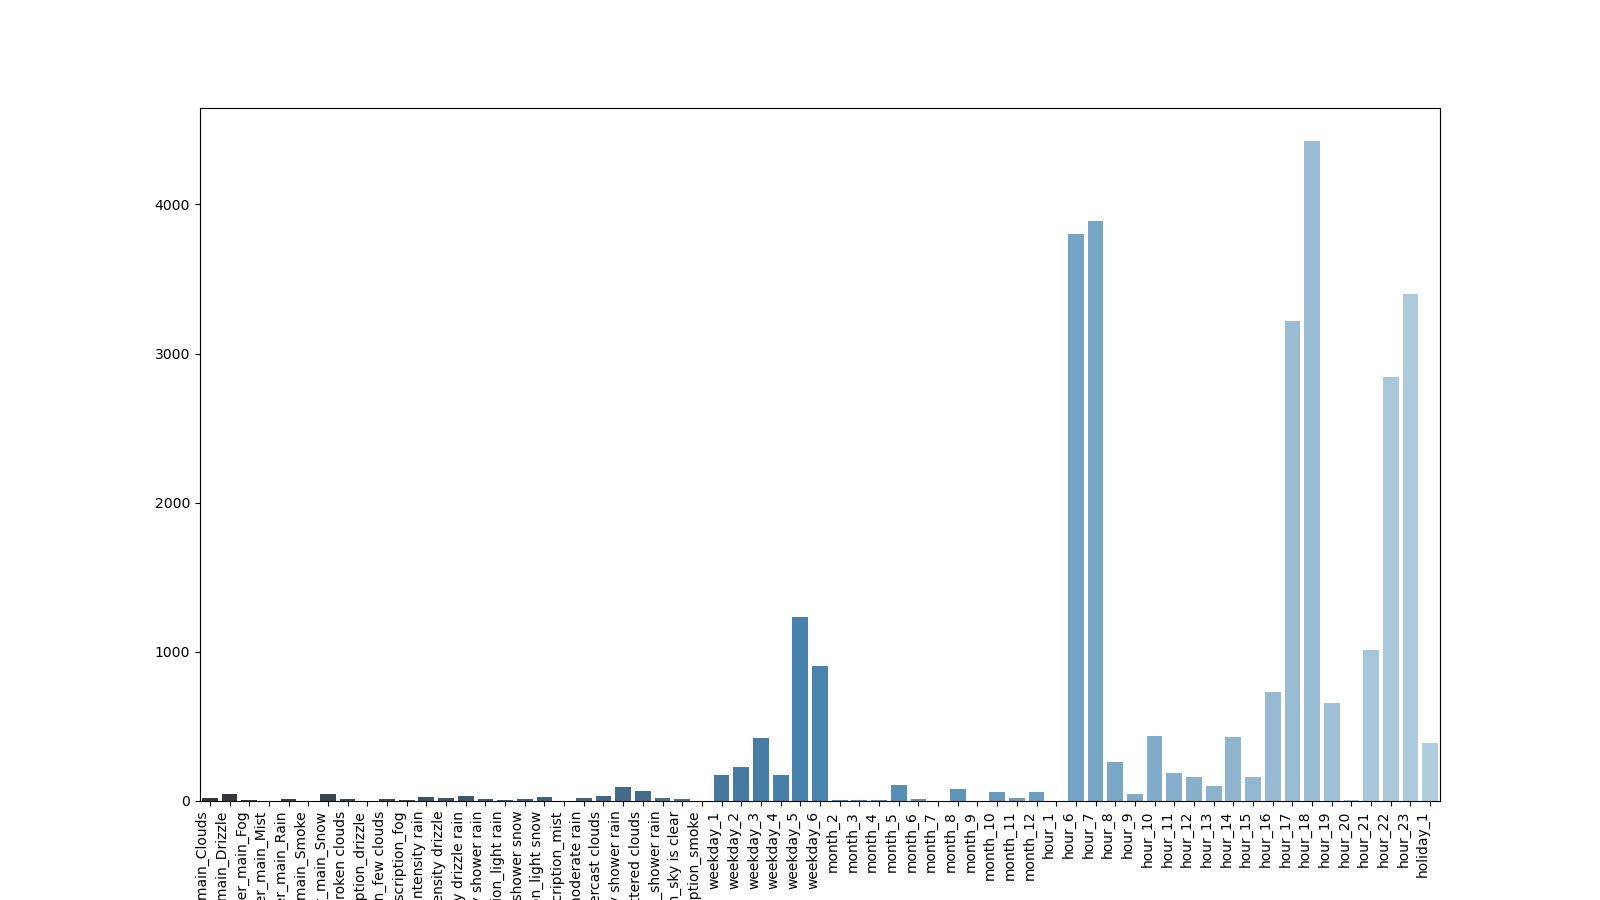 4000
3000
2000
1000
0
main_Clouds
main_Drizzle
er_main_Fog
er_main_Mist
er_main_Rain
main_Smoke
_main_Snow
roken clouds
ption_drizzle
n_few clouds
scription_fog
ntensity rain
ensity drizzle
y drizzle rain
shower rain
ion_light rain
shower snow
on_light snow
cription_mist
noderate rain
ercast clouds
shower rain
ttered clouds
_shower rain
n_sky is clear
ption_smoke
weekday_1
weekday_2
weekday_3
weekday_4
weekday_5
weekday_6
month_2
month_3
month_4
month_5
month_6
month_7
month_8
month_9
month_10
month_11
month_12
hour_1
hour_6
hour_7
hour_8
hour_9
hour_10
hour_11
hour_12
hour_13
hour_14
hour_15
hour_16
hour_17
hour_18
hour_19
hour_20
hour_21
hour_22
hour_23
holiday_1